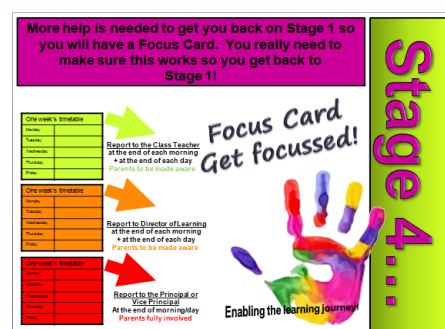 More help is needed to get you back on Stage 1 so
you will have a Focus Card. You really need to
make sure this works so you get back to
Stage 1!
Stage 4...
Focus Card
Get focussed!
One week's timetable
Monday
Tuesday
Wednesday
Thursday
Friday
Report to the Class Teacher
at the end of each morning
+ at the end of each day
Parents to be made aware
One week's timetable
Monday
Tuesday
Wednesday
Thursday
Friday
Report to Director of Learning
at the end of each morning
+ at the end of each day
Parents to be made aware
One week's timetable
Monday
Tuesday
Wednesday
Thursday
Friday
Report to the Principal or
Vice Principal
At the end of morning/day
Parents fully involved
Enabling the learning journey!